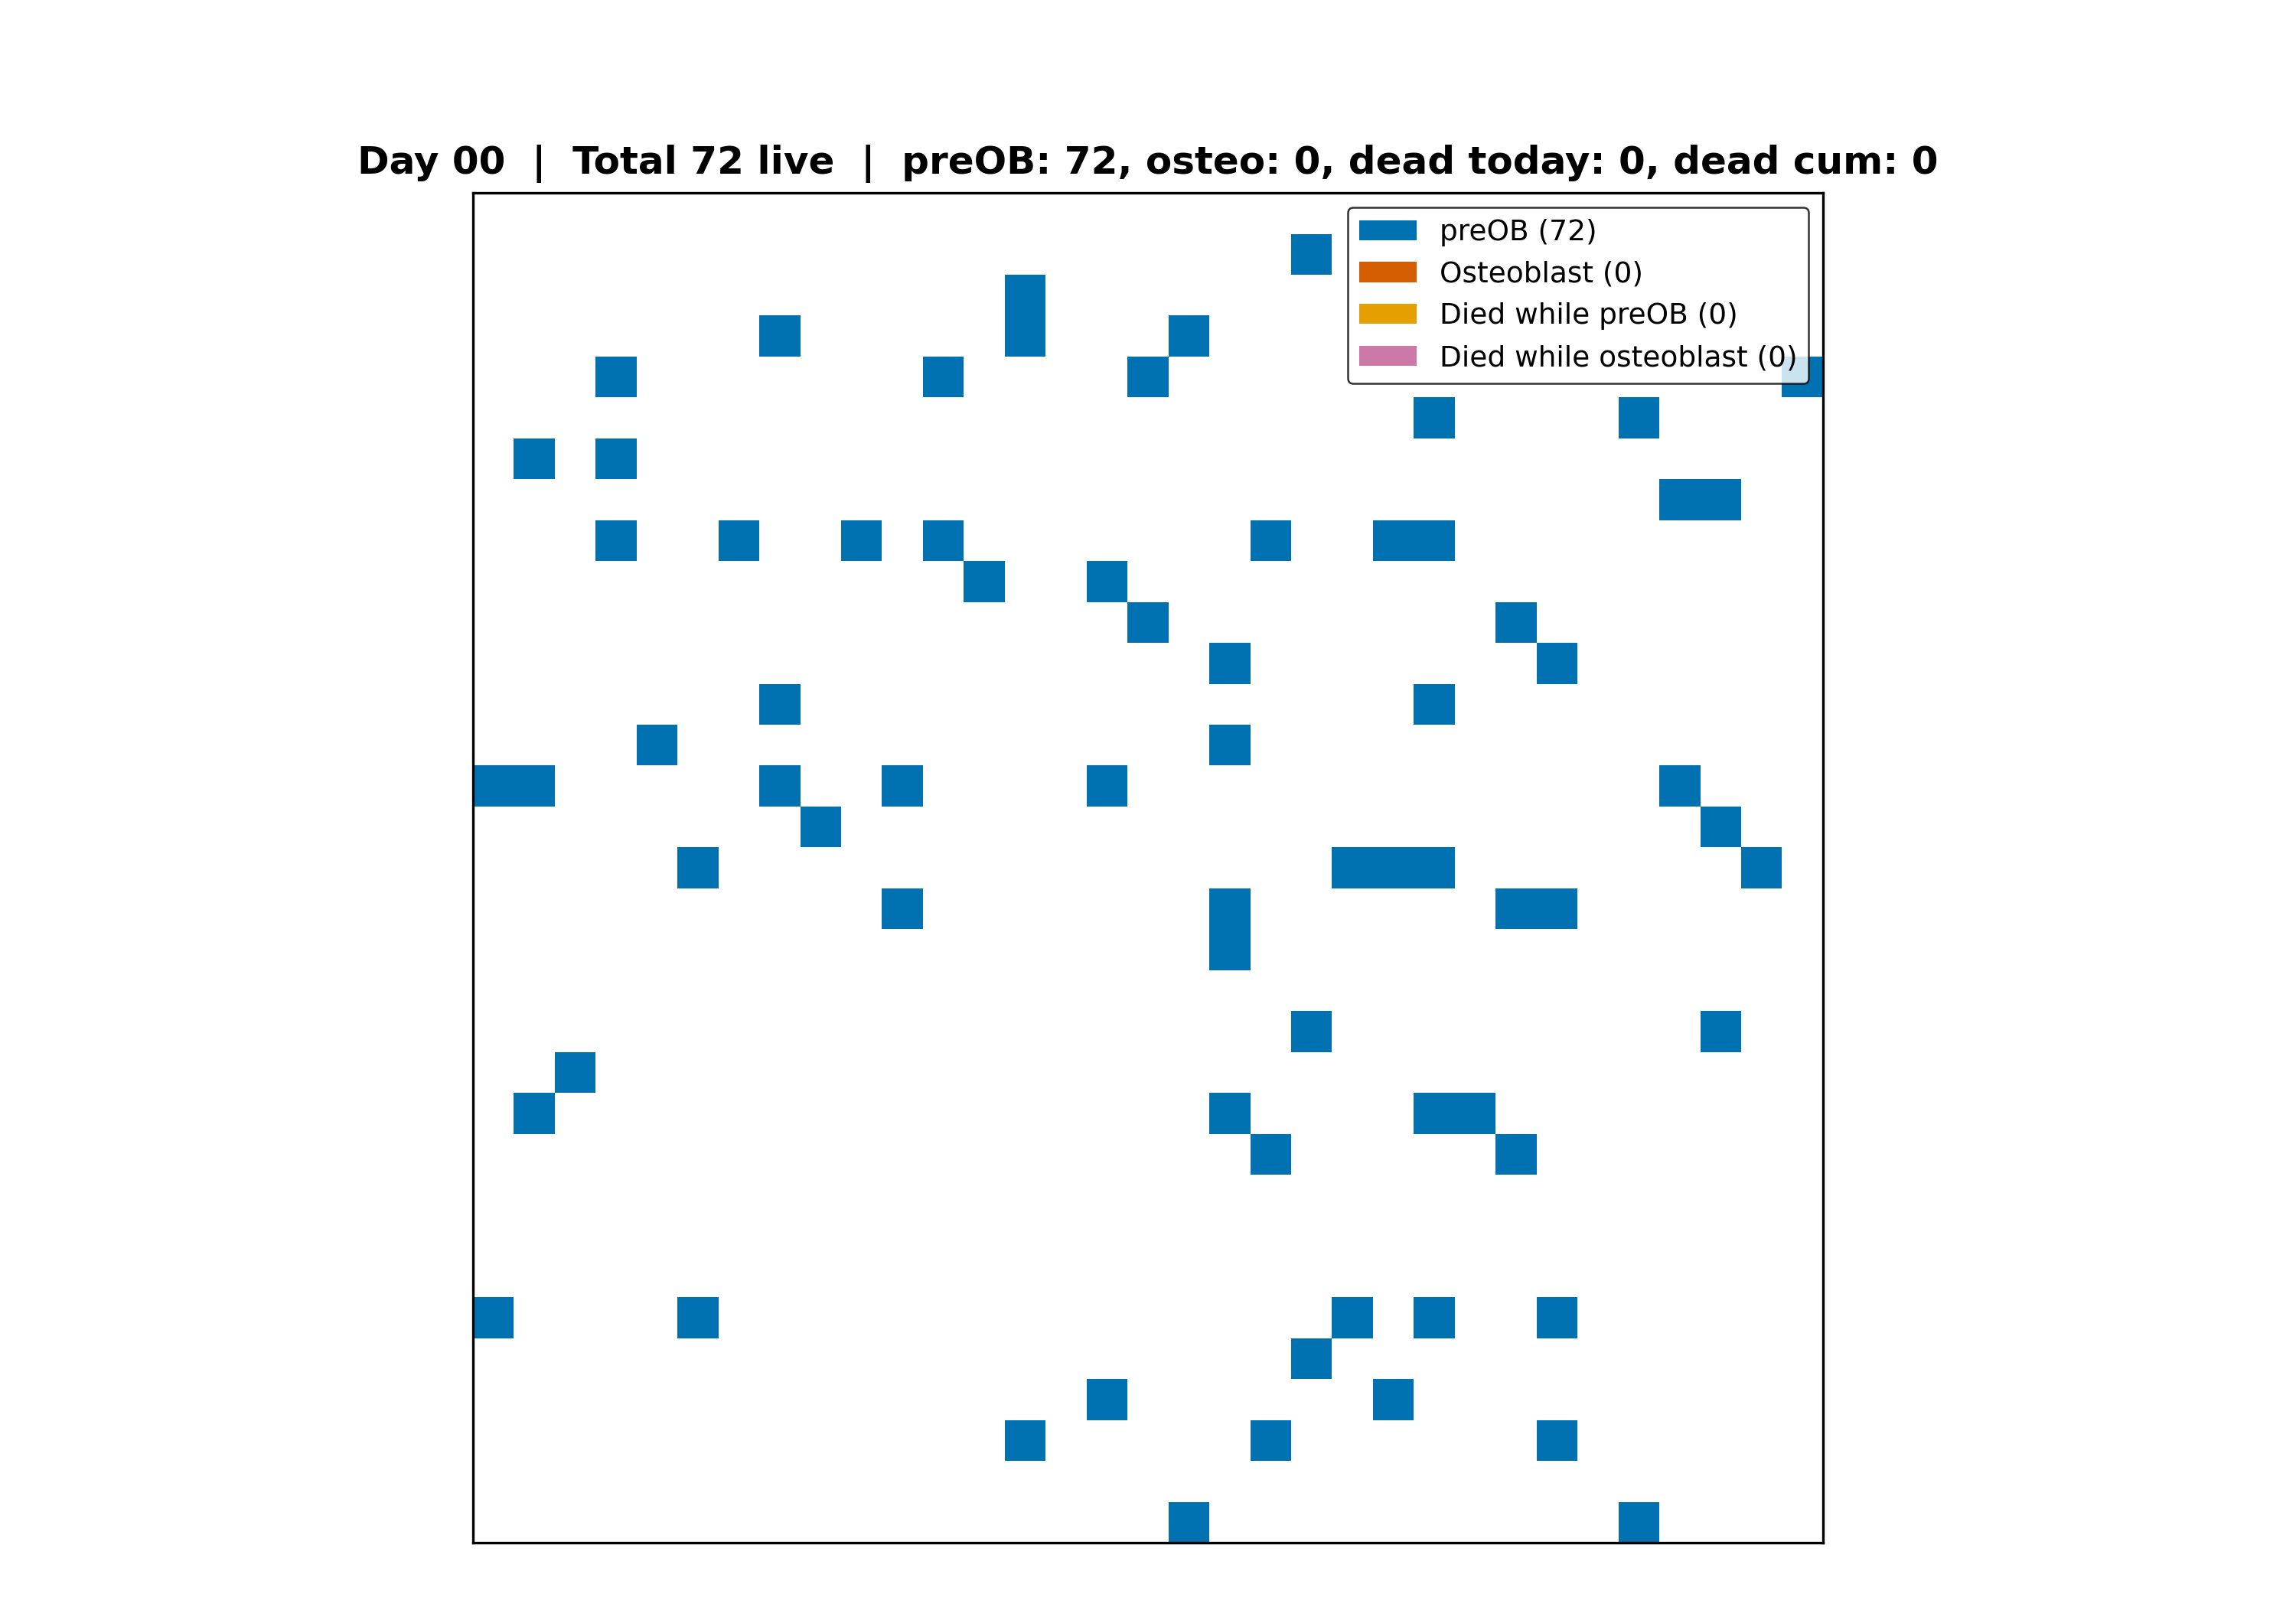 Day 00 | Total 72 live | preOB: 72, osteo: 0, dead today: 0, dead cum: 0
preOB (72)
Osteoblast (0)
Died while preOB (0)
Died while osteoblast (0)